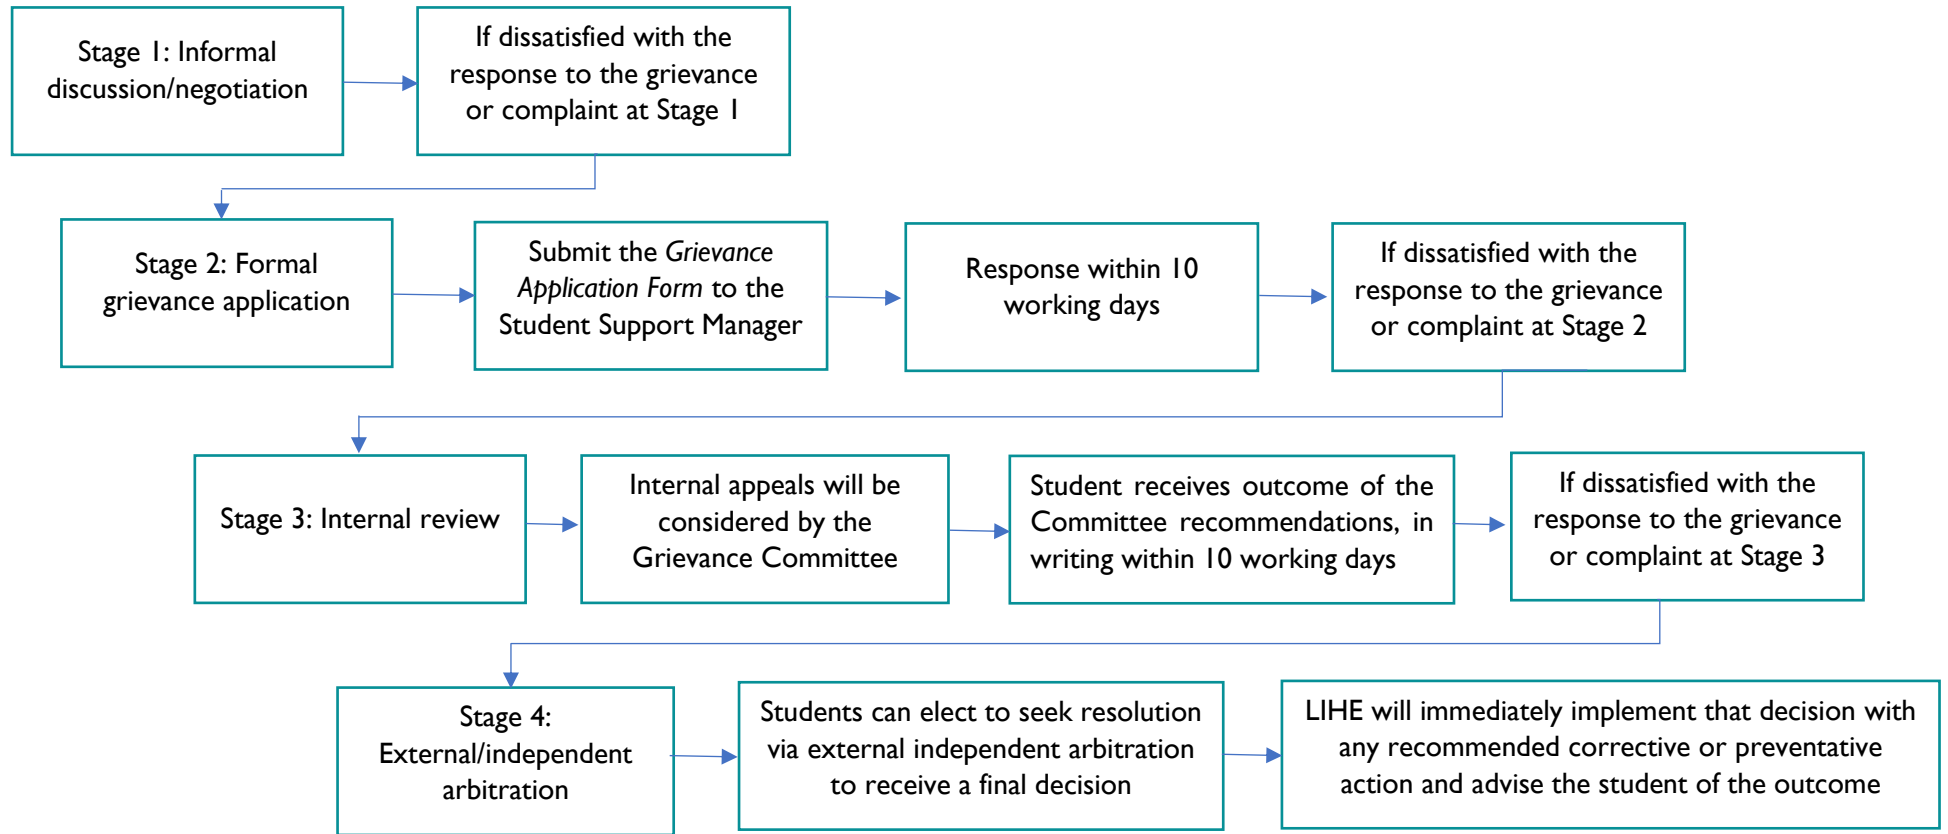 Stage 1: Informal
discussion/negotiation
If dissatisfied with the
response to the grievance
or complaint at Stage 1
Stage 2: Formal
grievance application
Submit the Grievance
Application Form to the
Student Support Manager
Response within 10
working days
If dissatisfied with the
response to the grievance
or complaint at Stage 2
Stage 3: Internal review
Internal appeals will be
considered by the
Grievance Committee
Student receives outcome of the
Committee recommendations, in
writing within 10 working days
If dissatisfied with the
response to the grievance
or complaint at Stage 3
Stage 4:
External/independent
arbitration
Students can elect to seek resolution
via external independent arbitration
to receive a final decision
LIHE will immediately implement that decision with
any recommended corrective or preventative
action and advise the student of the outcome